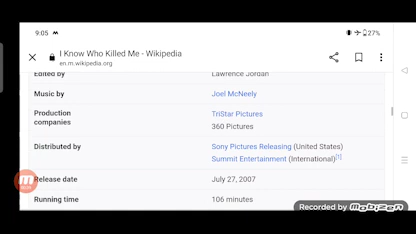 9:05
27%
I Know Who Killed Me - Wikipedia
en.m.wikipedia.org
Edited by Lawrence Jordan
Music by Joel McNeely
Production companies TriStar Pictures
360 Pictures
Distributed by Sony Pictures Releasing (United States)
Summit Entertainment (International)[1]
Release date July 27, 2007
Running time 106 minutes
Recorded by Mobizen